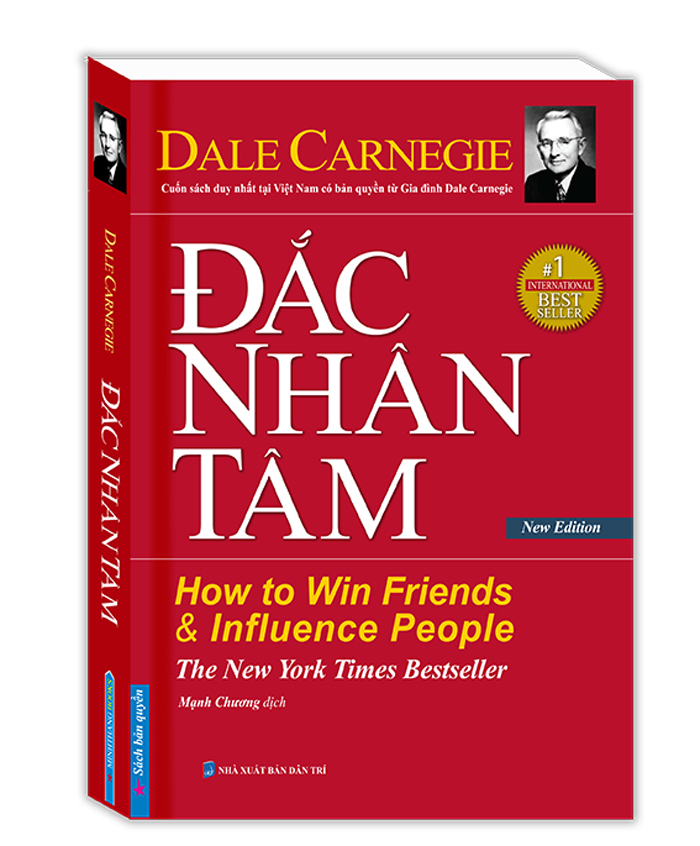 DALE CARNEGIE
Cuốn sách duy nhất tại Việt Nam có bản quyền từ Gia đình Dale Carnegie
ĐẮC
NHÂN
TÂM
#1
INTERNATIONAL
BEST
SELLER
New Edition
How to Win Friends
& Influence People
The New York Times Bestseller
Mạnh Chương dịch
NHÀ XUẤT BẢN DÂN TRÍ
DALE CARNEGIE
ĐẮC NHÂN TÂM
MINHTHANGBOOKS
Sách bản quyền